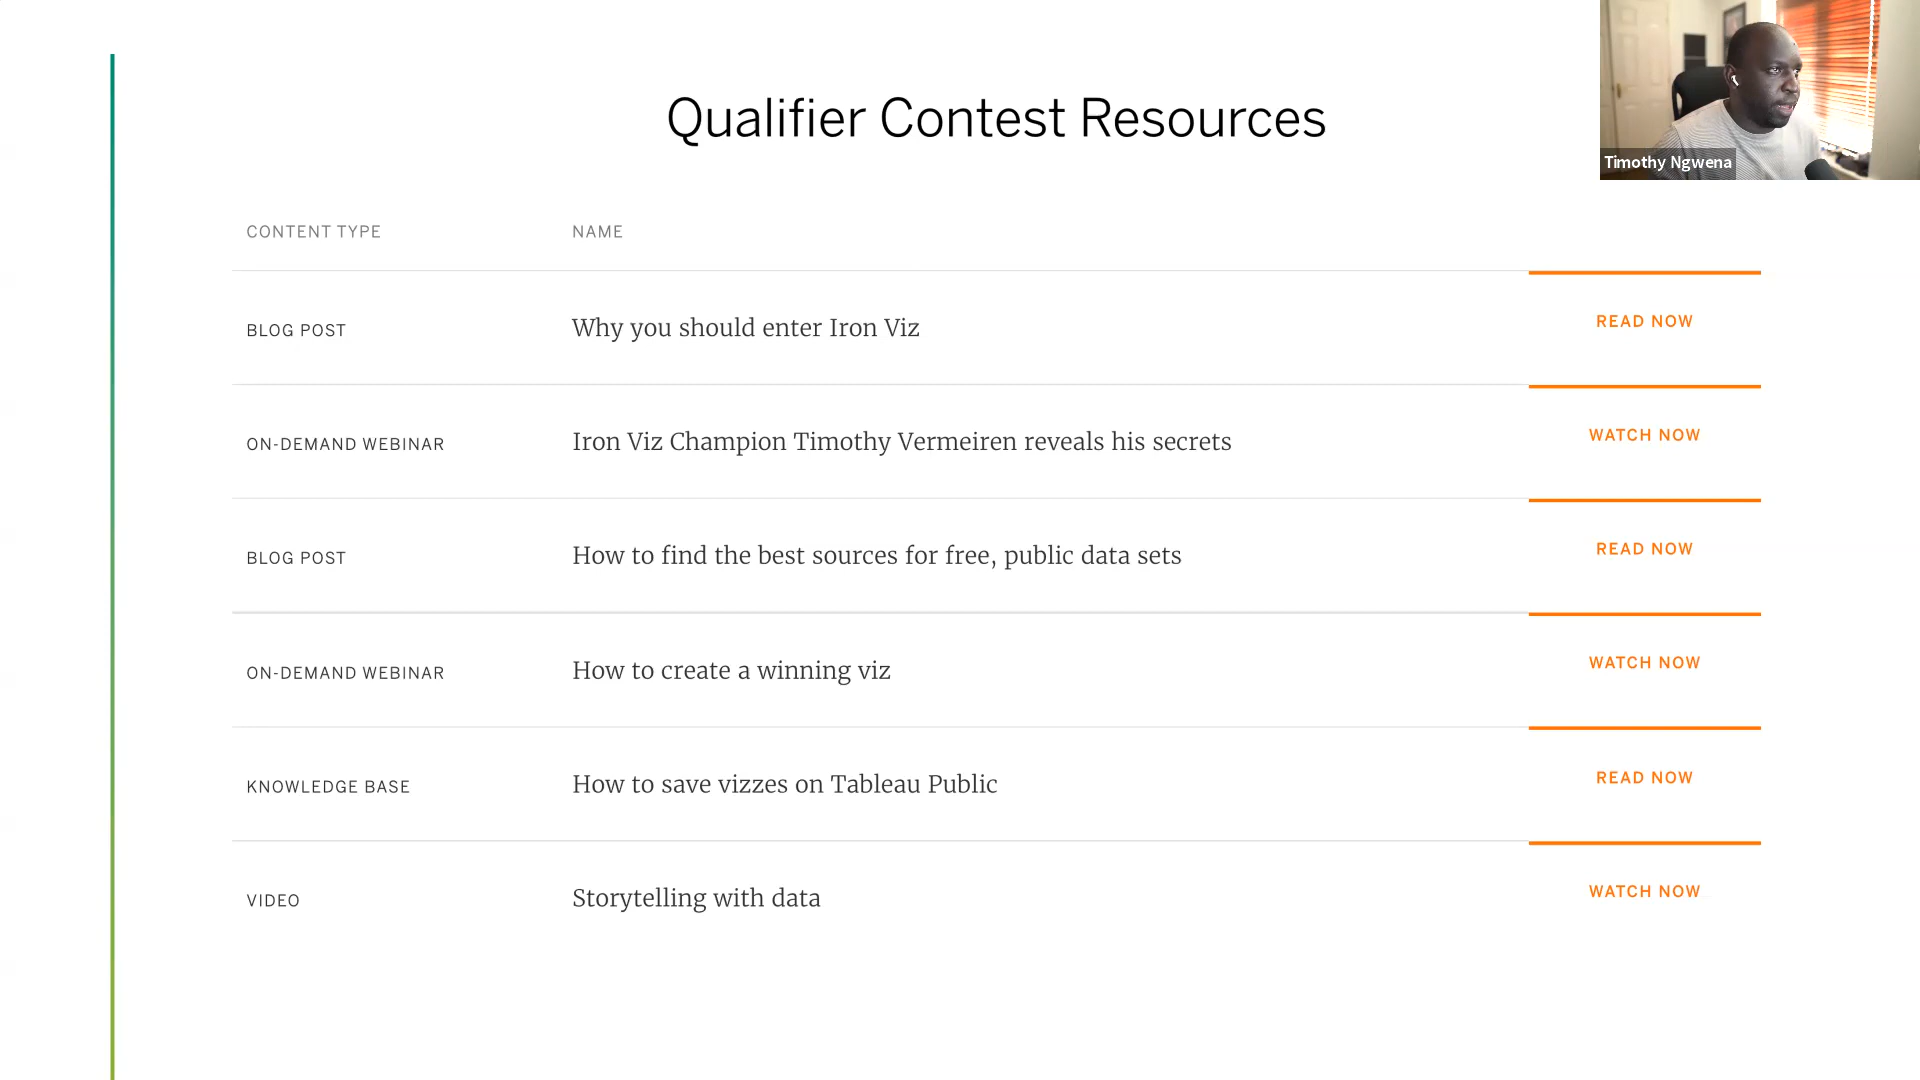 Qualifier Contest Resources
Timothy Ngwena
CONTENT TYPE NAME
BLOG POST Why you should enter Iron Viz READ NOW
ON-DEMAND WEBINAR Iron Viz Champion Timothy Vermeiren reveals his secrets WATCH NOW
BLOG POST How to find the best sources for free, public data sets READ NOW
ON-DEMAND WEBINAR How to create a winning viz WATCH NOW
KNOWLEDGE BASE How to save vizzes on Tableau Public READ NOW
VIDEO Storytelling with data WATCH NOW